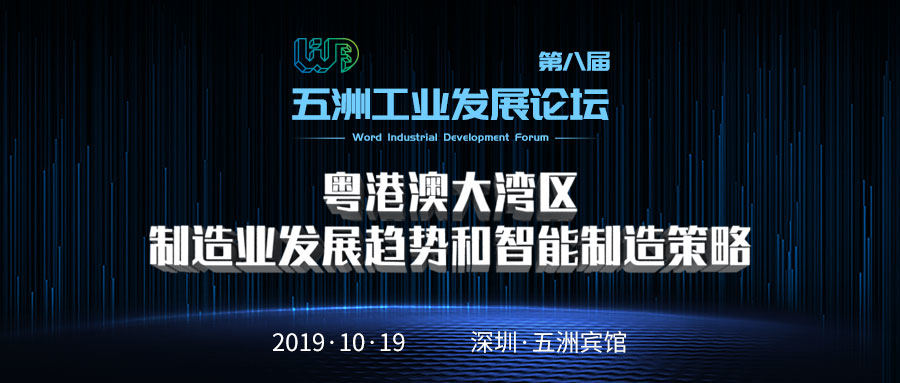 WD
第八届
五洲工业发展论坛
Word Industrial Development Forum
粤港澳大湾区
制造业发展趋势和智能制造策略
2019·10·19 深圳·五洲宾馆